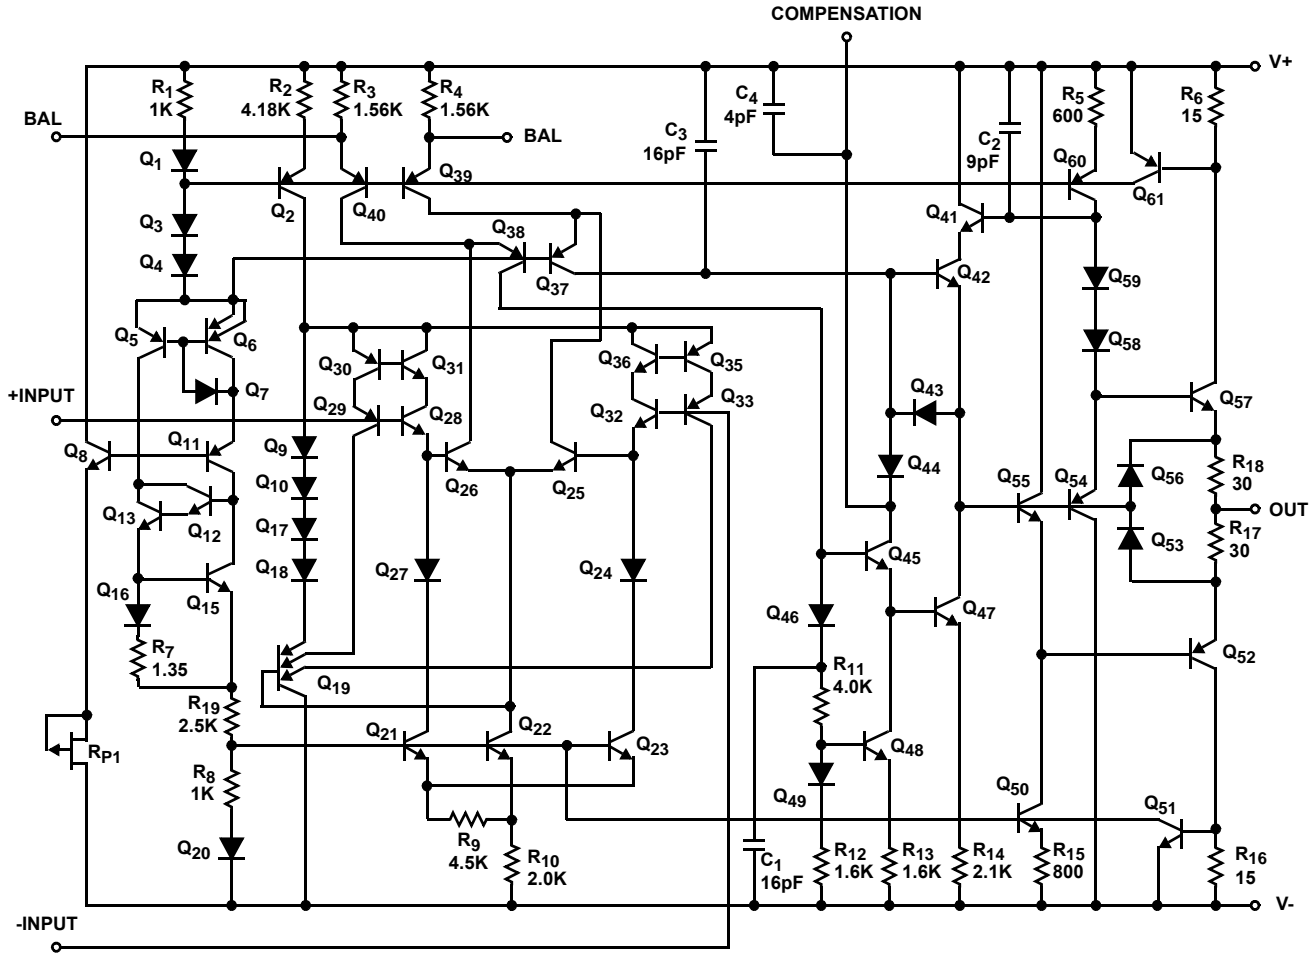 COMPENSATION
V+
R1
1K
R2
4.18K
R3
1.56K
R4
1.56K
C4
4pF
C3
16pF
C2
9pF
R5
600
R6
15
BAL
BAL
Q1
Q39
Q60
Q61
Q2
Q40
Q41
Q3
Q38
Q4
Q37
Q42
Q59
Q5
Q6
Q58
Q30
Q31
Q36
Q35
Q7
Q43
+INPUT
Q29
Q28
Q32
Q33
Q57
Q8
Q11
Q9
Q44
Q10
Q26
Q25
Q55
Q54
Q56
R18
30
Q13
Q12
OUT
Q17
Q53
R17
30
Q18
Q27
Q24
Q45
Q16
Q15
Q46
Q47
R7
1.35
Q52
Q19
R11
4.0K
R19
2.5K
Q21
Q22
Q23
Q48
RP1
R8
1K
Q49
Q50
Q51
Q20
R9
4.5K
R10
2.0K
C1
16pF
R12
1.6K
R13
1.6K
R14
2.1K
R15
800
R16
15
V-
-INPUT